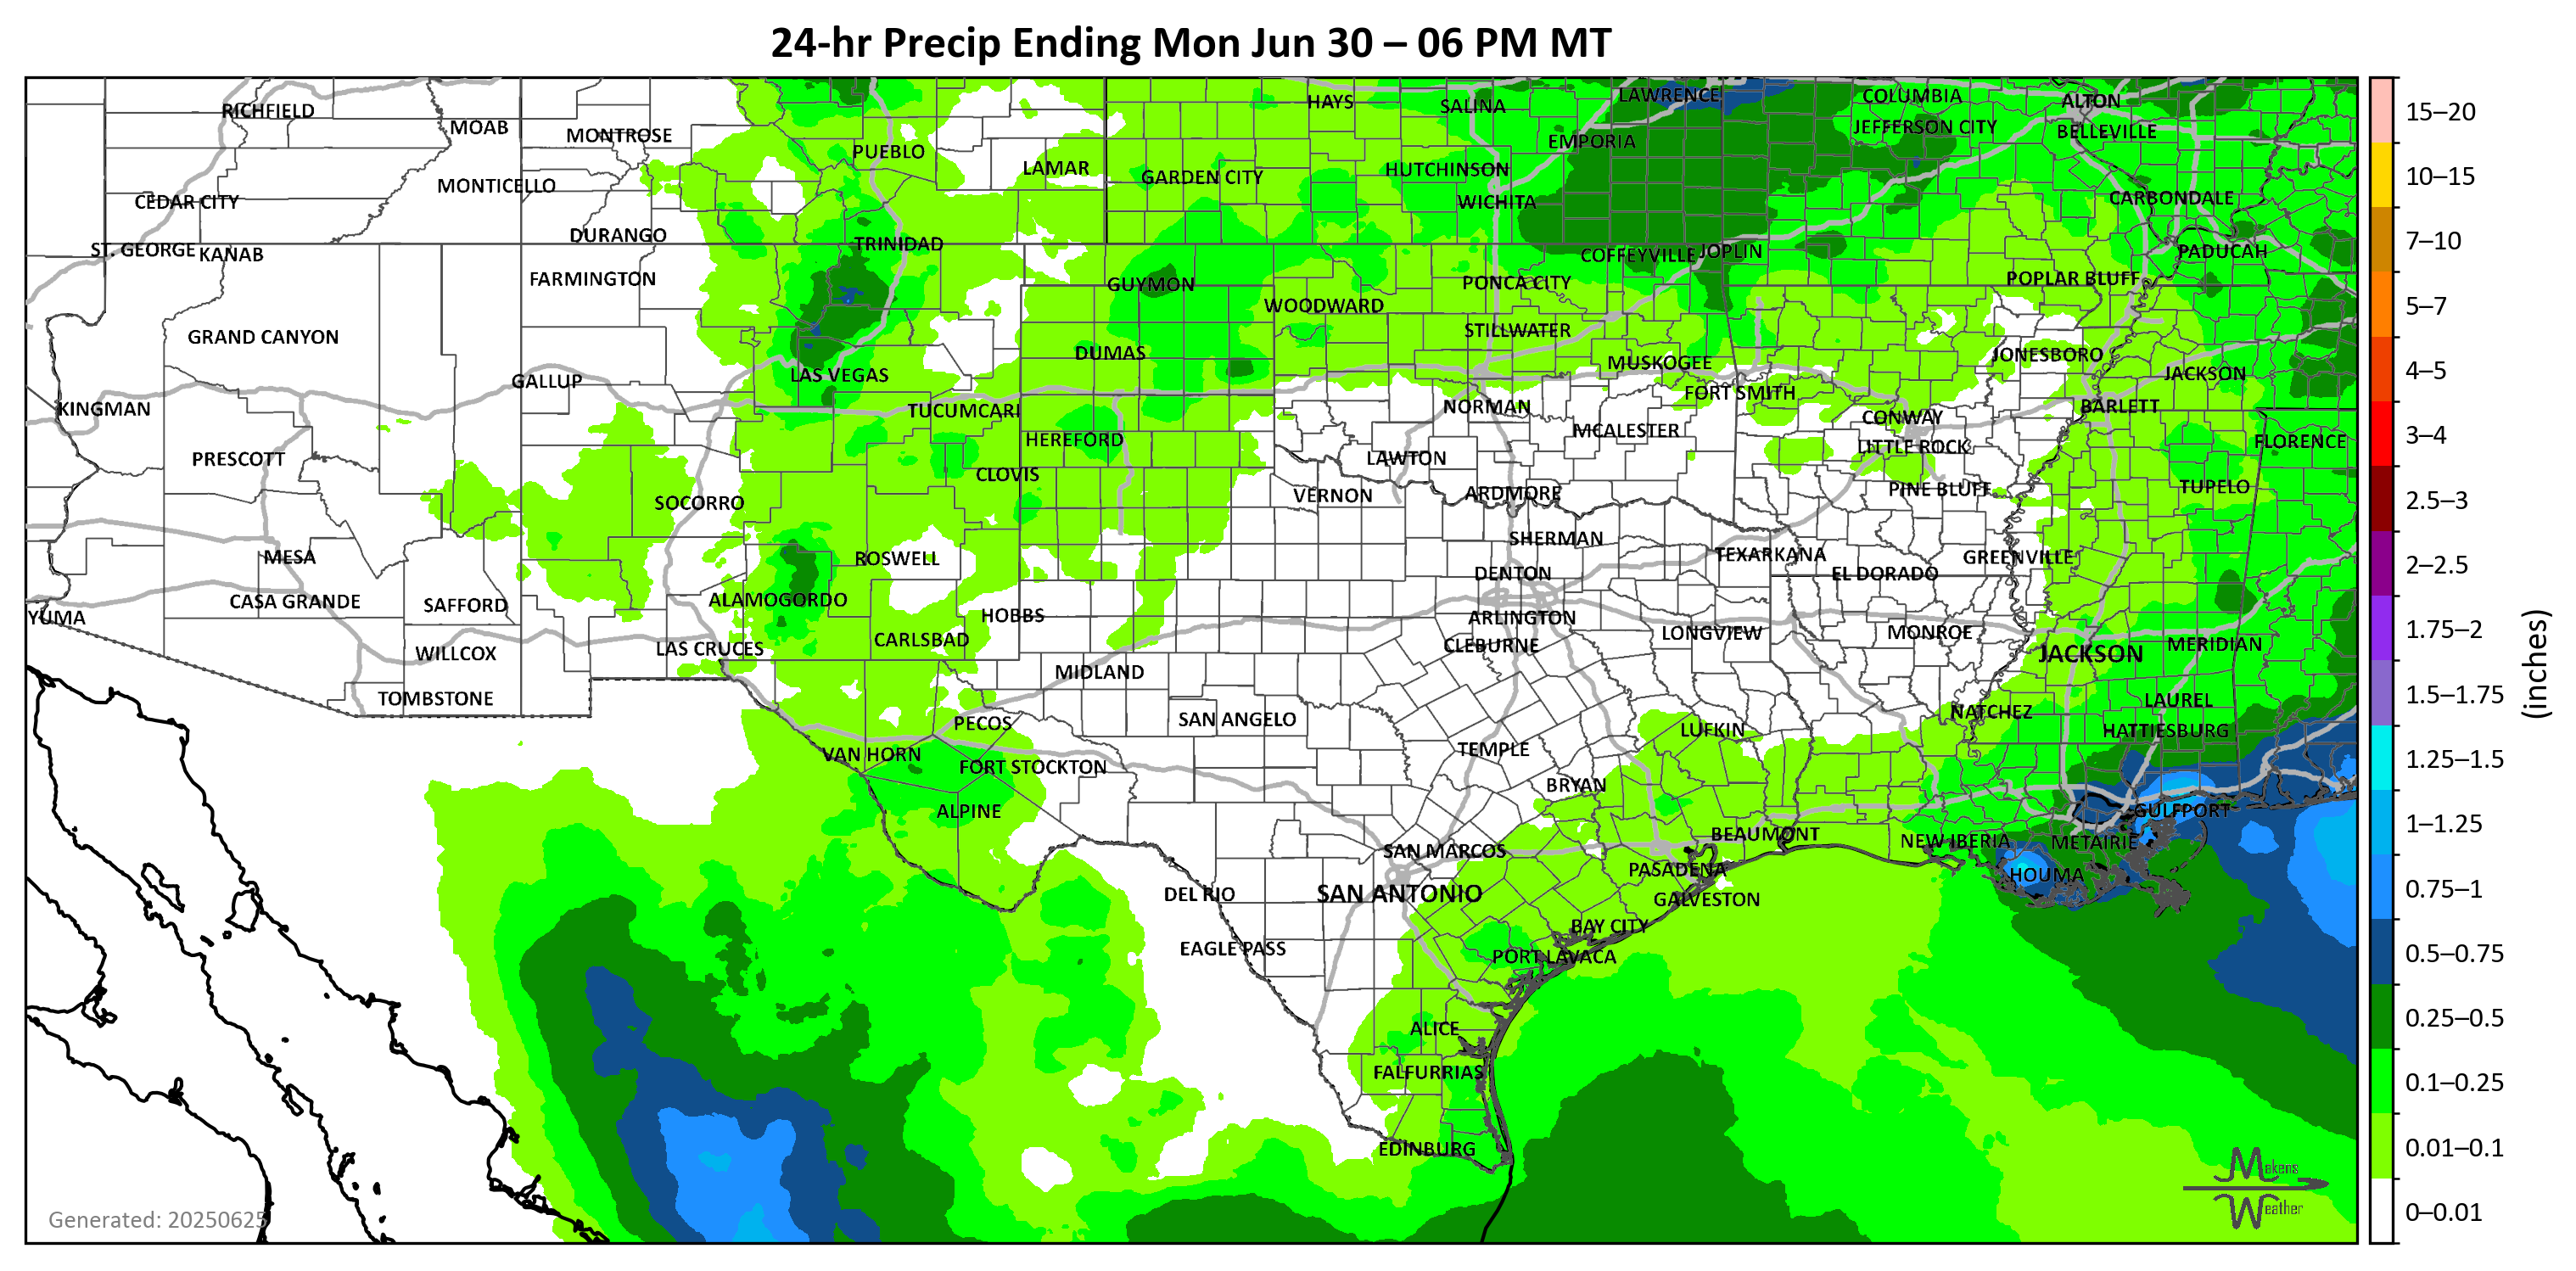 24-hr Precip Ending Mon Jun 30 – 06 PM MT
RICHFIELD
MOAB
MONTROSE
PUEBLO
LAMAR
HAYS
SALINA
LAWRENCE
COLUMBIA
ALTON
EMPORIA
JEFFERSON CITY
BELLEVILLE
CEDAR CITY
MONTICELLO
GARDEN CITY
HUTCHINSON
WICHITA
CARBONDALE
ST. GEORGE
KANAB
DURANGO
TRINIDAD
COFFEYVILLE
JOPLIN
PADUCAH
FARMINGTON
GUYMON
WOODWARD
PONCA CITY
POPLAR BLUFF
GRAND CANYON
DUMAS
STILLWATER
MUSKOGEE
JONESBORO
GALLUP
LAS VEGAS
FORT SMITH
JACKSON
KINGMAN
TUCUMCARI
NORMAN
CONWAY
BARLETT
PRESCOTT
HEREFORD
MCALESTER
LITTLE ROCK
FLORENCE
SOCORRO
CLOVIS
LAWTON
VERNON
ARDMORE
PINE BLUFF
TUPELO
MESA
ROSWELL
SHERMAN
TEXARKANA
GREENVILLE
DENTON
EL DORADO
YUMA
CASA GRANDE
SAFFORD
ALAMOGORDO
HOBBS
ARLINGTON
WILLCOX
LAS CRUCES
CARLSBAD
CLEBURNE
LONGVIEW
MONROE
JACKSON
MERIDIAN
TOMBSTONE
MIDLAND
PECOS
SAN ANGELO
LUFKIN
NATCHEZ
LAUREL
HATTIESBURG
VAN HORN
FORT STOCKTON
TEMPLE
BRYAN
ALPINE
GULFPORT
SAN MARCOS
BEAUMONT
NEW IBERIA
METAIRIE
DEL RIO
SAN ANTONIO
PASADENA
GALVESTON
HOUMA
EAGLE PASS
BAY CITY
PORT LAVACA
ALICE
FALFURRIAS
EDINBURG
Generated: 20250625
Makens
Weather
15–20
10–15
7–10
5–7
4–5
3–4
2.5–3
2–2.5
1.75–2
1.5–1.75
1.25–1.5
1–1.25
0.75–1
0.5–0.75
0.25–0.5
0.1–0.25
0.01–0.1
0–0.01
(inches)